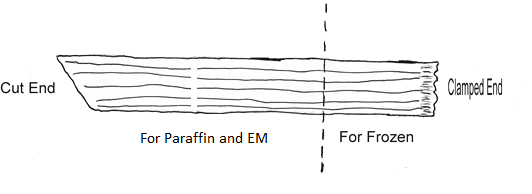 Cut End
Clamped End
For Paraffin and EM
For Frozen